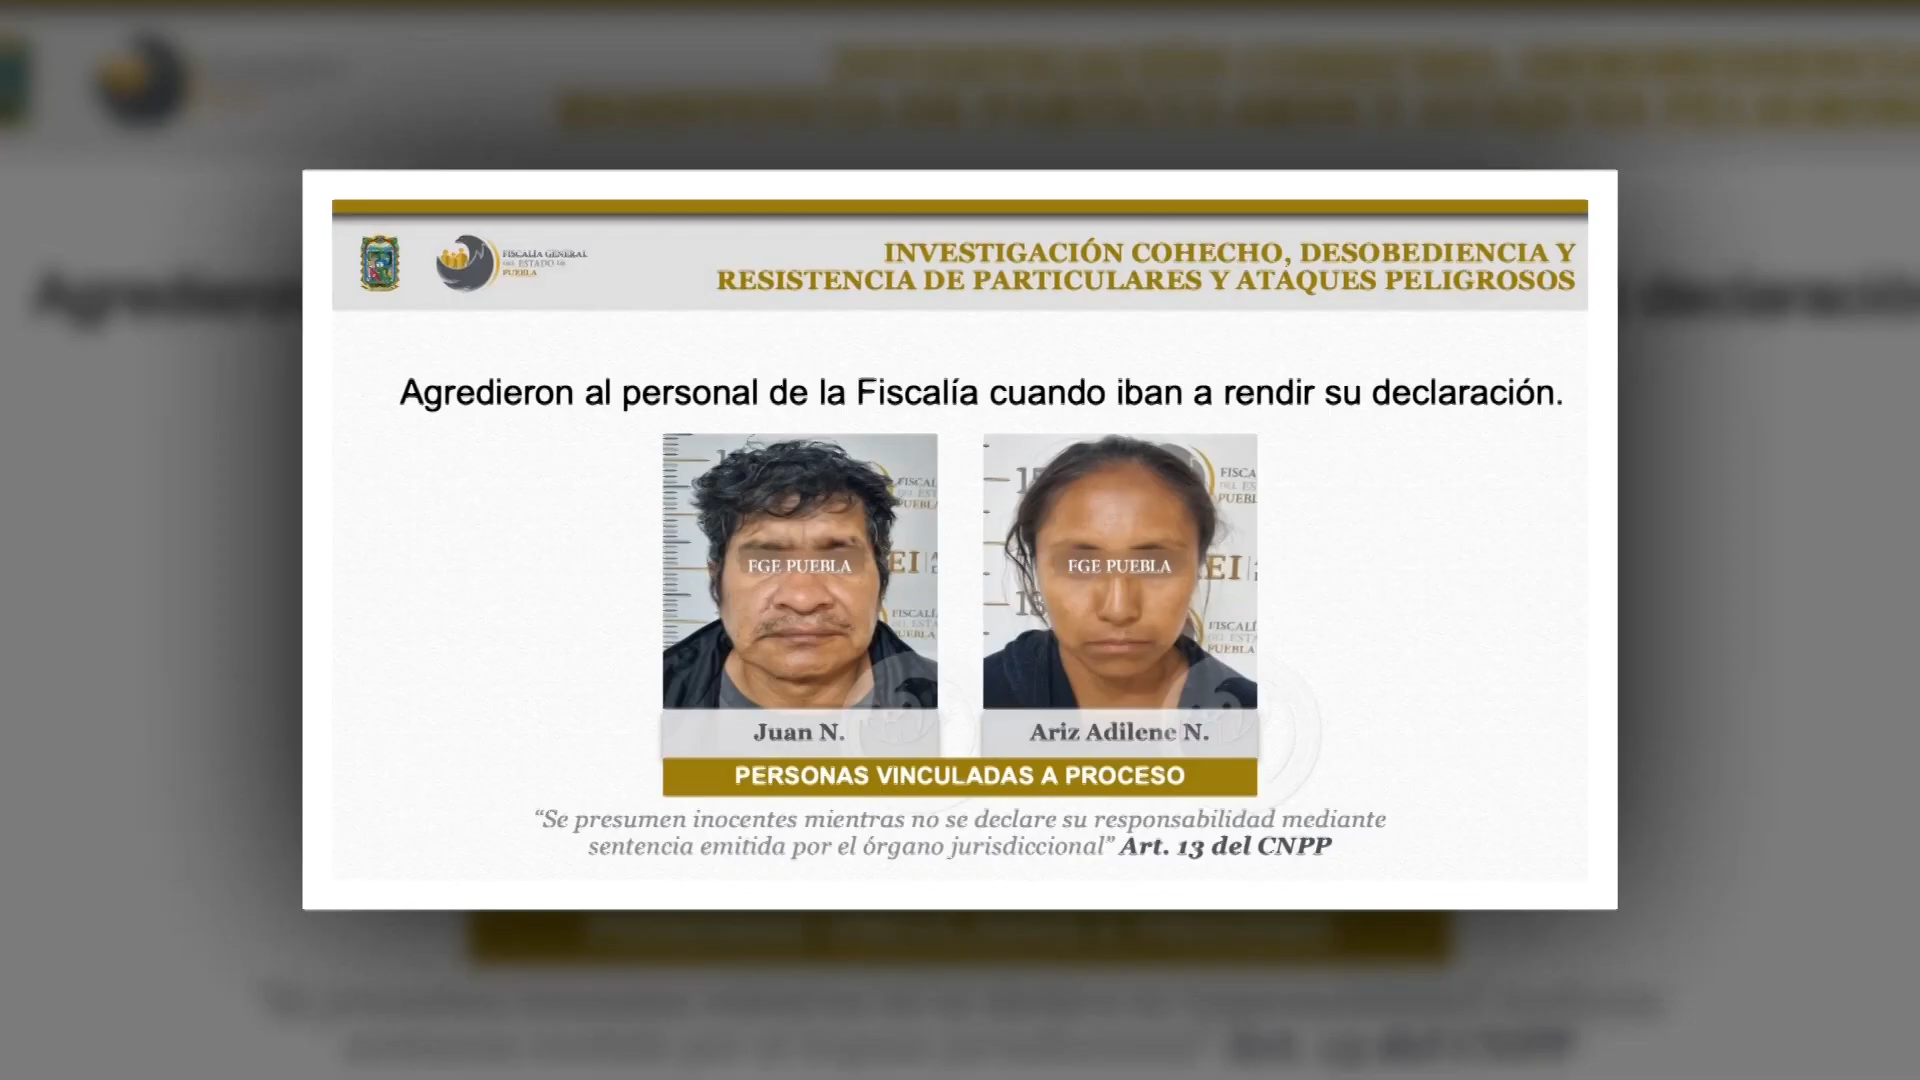 FISCALÍA GENERAL
DEL ESTADO DE
PUEBLA
INVESTIGACIÓN COHECHO, DESOBEDIENCIA Y
RESISTENCIA DE PARTICULARES Y ATAQUES PELIGROSOS
Agredieron al personal de la Fiscalía cuando iban a rendir su declaración.
FGE PUEBLA
FGE PUEBLA
Juan N.
Ariz Adilene N.
PERSONAS VINCULADAS A PROCESO
“Se presumen inocentes mientras no se declare su responsabilidad mediante
sentencia emitida por el órgano jurisdiccional” Art. 13 del CNPP